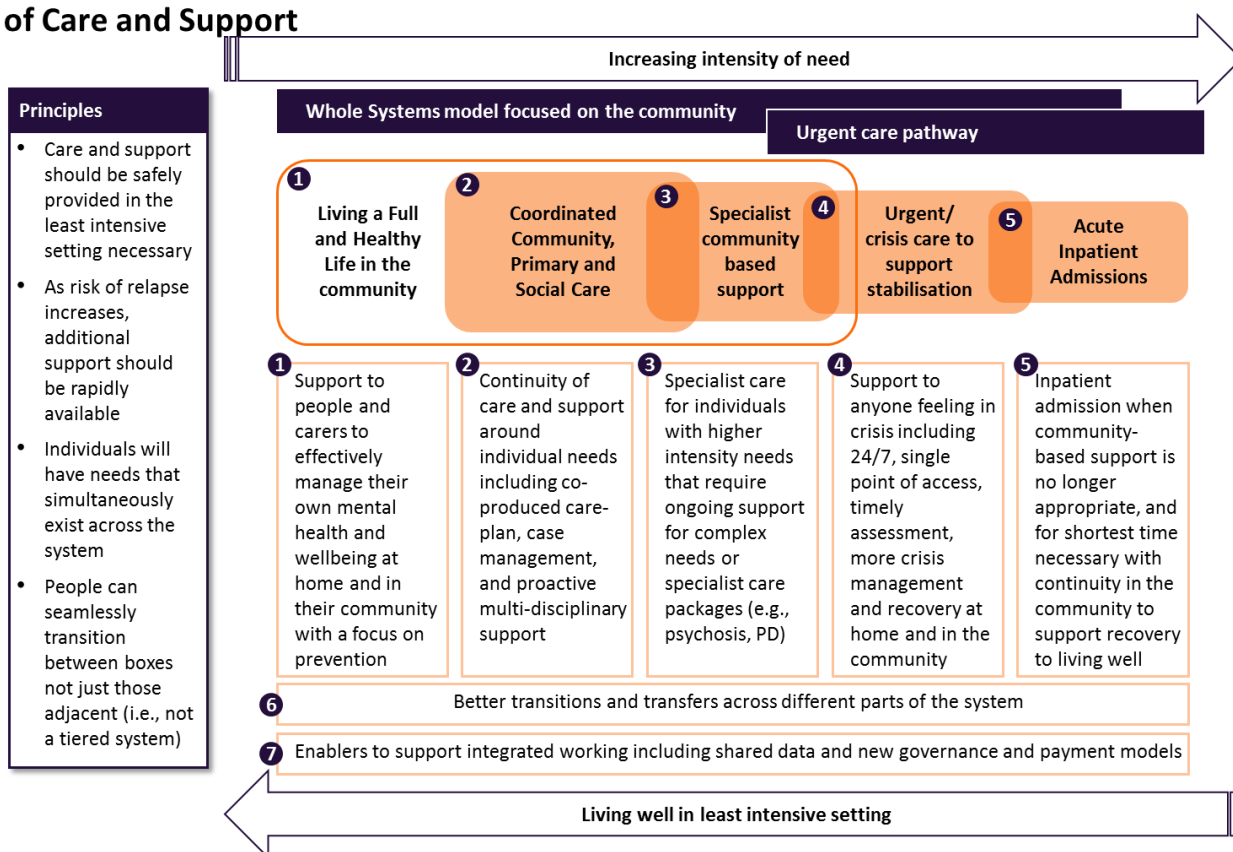 of Care and Support
Increasing intensity of need
Principles
• Care and support
should be safely
provided in the
least intensive
setting necessary
• As risk of relapse
increases,
additional
support should
be rapidly
available
• Individuals will
have needs that
simultaneously
exist across the
system
• People can
seamlessly
transition
between boxes
not just those
adjacent (i.e., not
a tiered system)
Whole Systems model focused on the community
Urgent care pathway
1
Living a Full
and Healthy
Life in the
community
2
Coordinated
Community,
Primary and
Social Care
3
Specialist
community
based
support
4
Urgent/
crisis care to
support
stabilisation
5
Acute
Inpatient
Admissions
1
Support to
people and
carers to
effectively
manage their
own mental
health and
wellbeing at
home and in
their community
with a focus on
prevention
2
Continuity of
care and support
around
individual needs
including co-
produced care-
plan, case
management,
and proactive
multi-disciplinary
support
3
Specialist care
for individuals
with higher
intensity needs
that require
ongoing support
for complex
needs or
specialist care
packages (e.g.,
psychosis, PD)
4
Support to
anyone feeling in
crisis including
24/7, single
point of access,
timely
assessment,
more crisis
management
and recovery at
home and in the
community
5
Inpatient
admission when
community-
based support is
no longer
appropriate, and
for shortest time
necessary with
continuity in the
community to
support recovery
to living well
6
Better transitions and transfers across different parts of the system
7
Enablers to support integrated working including shared data and new governance and payment models
Living well in least intensive setting